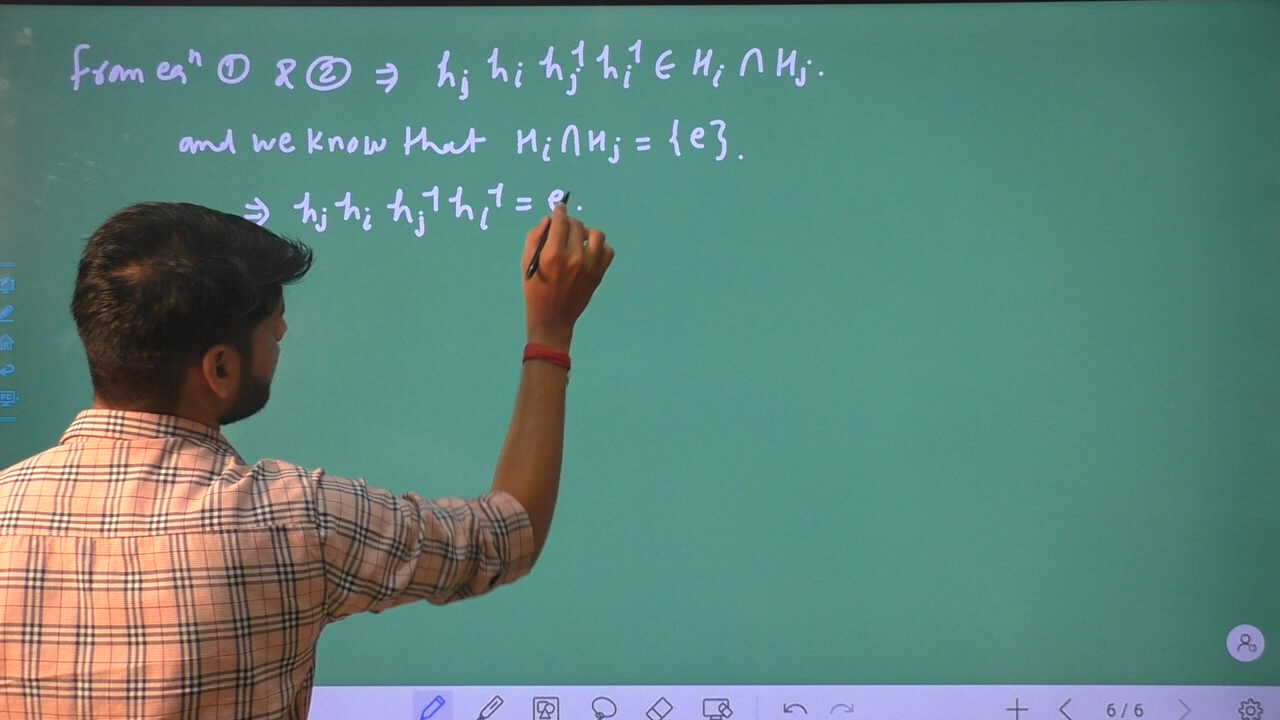 from eqⁿ ① & ② ⇒ hⱼ hᵢ hⱼ⁻¹ hᵢ⁻¹ ∈ Hᵢ ∩ Hⱼ.
and we know that Hᵢ ∩ Hⱼ = {e}.
⇒ hⱼ hᵢ hⱼ⁻¹ hᵢ⁻¹ = e.
6/6